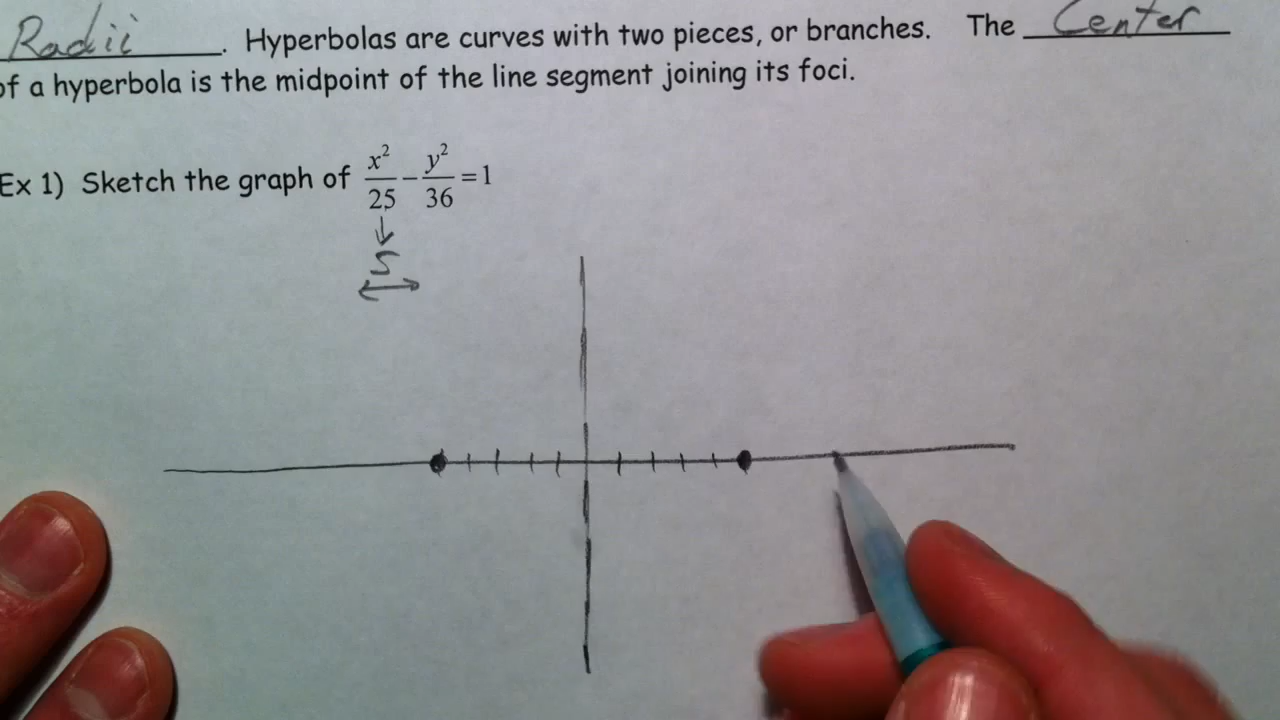 Radii. Hyperbolas are curves with two pieces, or branches. The Center
of a hyperbola is the midpoint of the line segment joining its foci.
Ex 1) Sketch the graph of x²/25 − y²/36 = 1
↓
5
↔